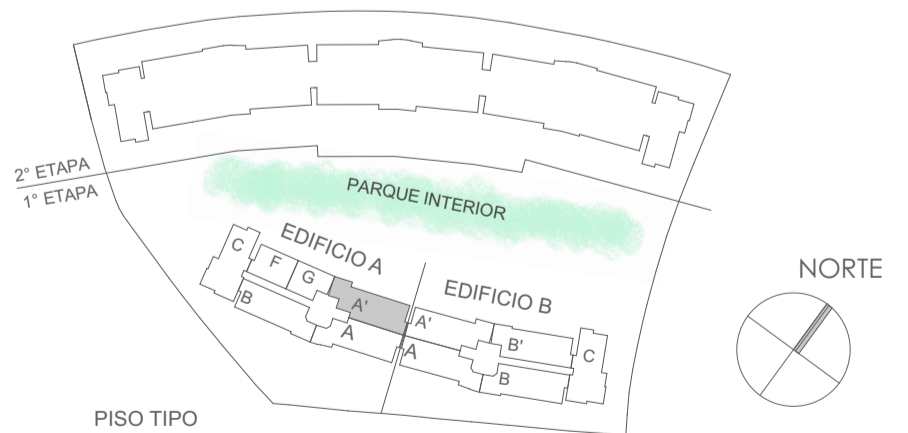 2° ETAPA
1° ETAPA
PARQUE INTERIOR
EDIFICIO A
C
F
G
A'
B
A
EDIFICIO B
A'
B'
C
A
B
NORTE
PISO TIPO